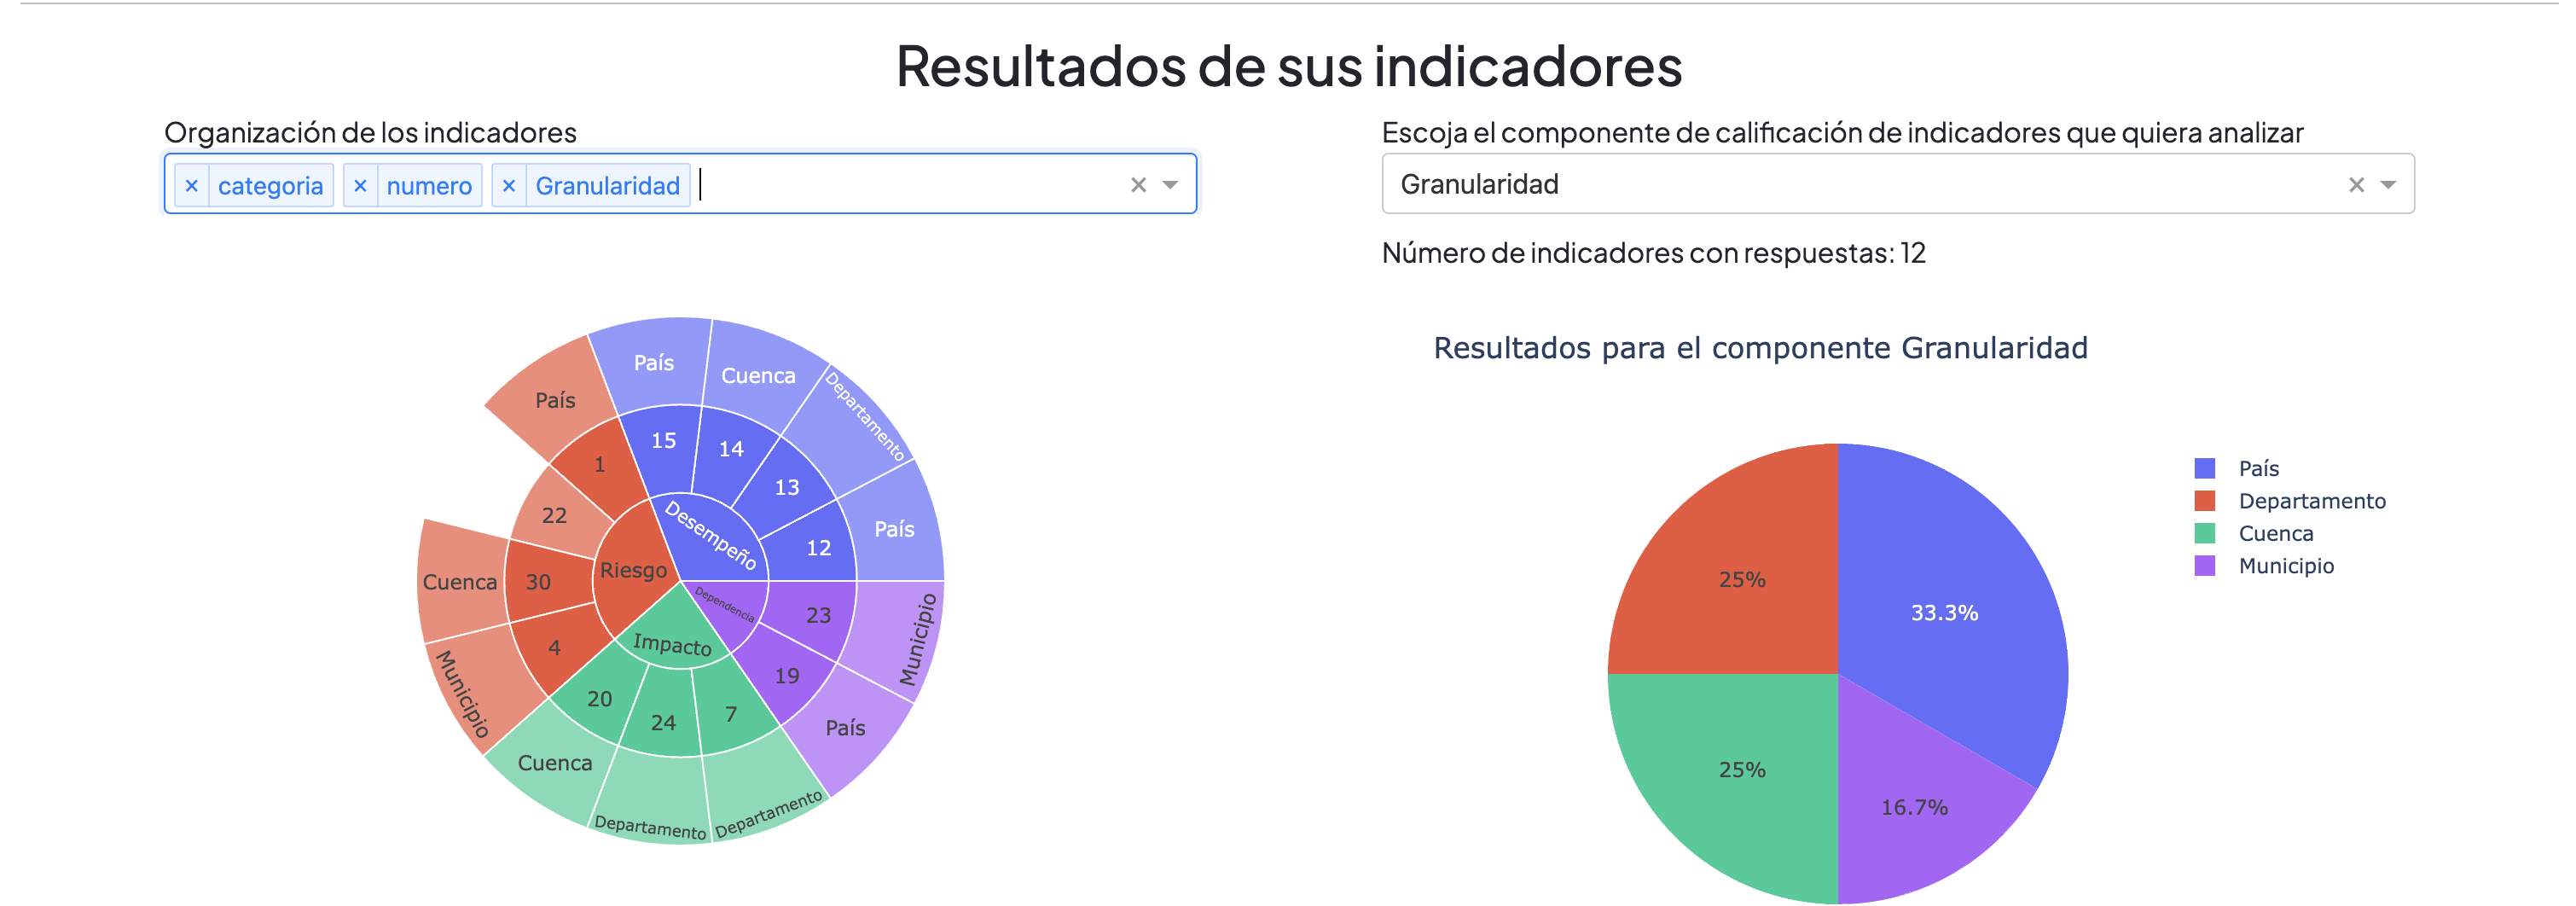 Resultados de sus indicadores
Organización de los indicadores
× categoria × numero × Granularidad
Escoja el componente de calificación de indicadores que quiera analizar
Granularidad
Número de indicadores con respuestas: 12
País
Cuenca
Departamento
País
País
15
14
13
12
1
22
30
4
Desempeño
Riesgo
Dependencia
Impacto
Cuenca
Municipio
23
19
20
24
7
Municipio
País
Cuenca
Departamento
Departamento
Resultados para el componente Granularidad
25%
33.3%
25%
16.7%
País
Departamento
Cuenca
Municipio